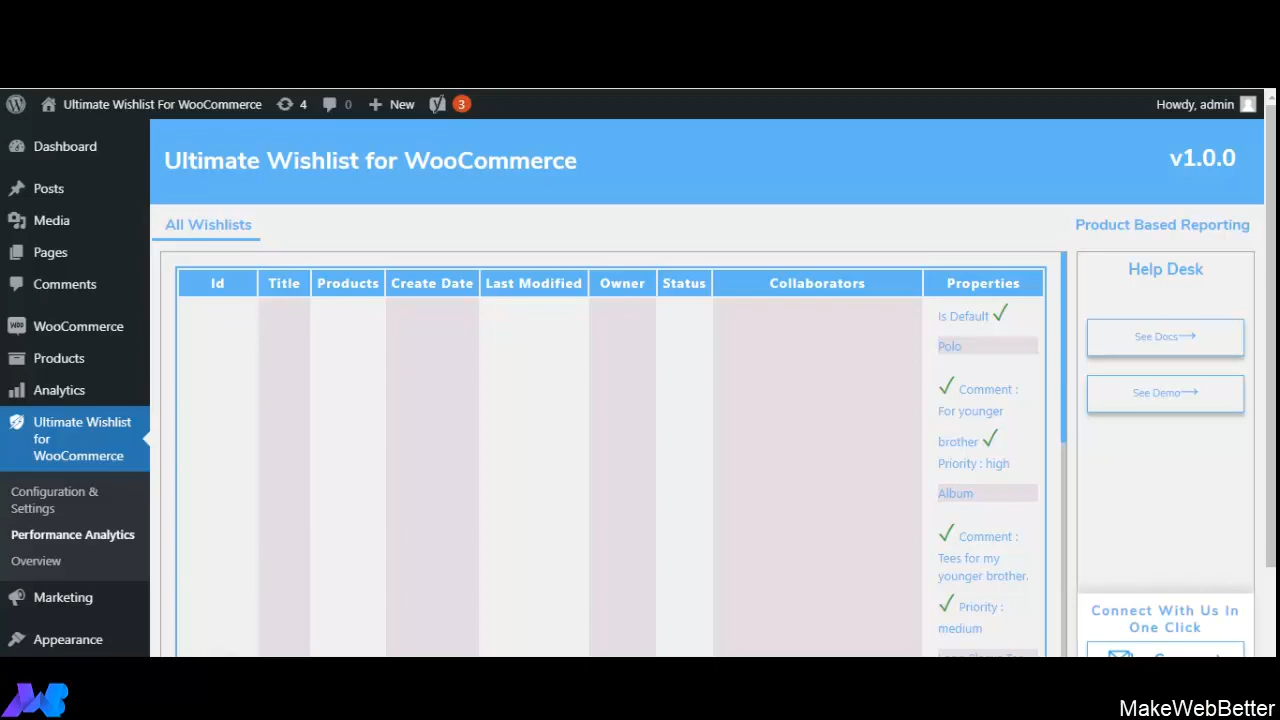 Ultimate Wishlist For WooCommerce 4 0 New 3 Howdy, admin
Dashboard
Posts
Media
Pages
Comments
WooCommerce
Products
Analytics
Ultimate Wishlist
for
WooCommerce
Configuration &
Settings
Performance Analytics
Overview
Marketing
Appearance
Ultimate Wishlist for WooCommerce v1.0.0
All Wishlists Product Based Reporting
Id Title Products Create Date Last Modified Owner Status Collaborators Properties
Is Default ✓
Polo
✓ Comment :
For younger
brother ✓
Priority : high
Album
✓ Comment :
Tees for my
younger brother.
✓ Priority :
medium
Help Desk
See Docs→
See Demo→
Connect With Us In
One Click
MakeWebBetter